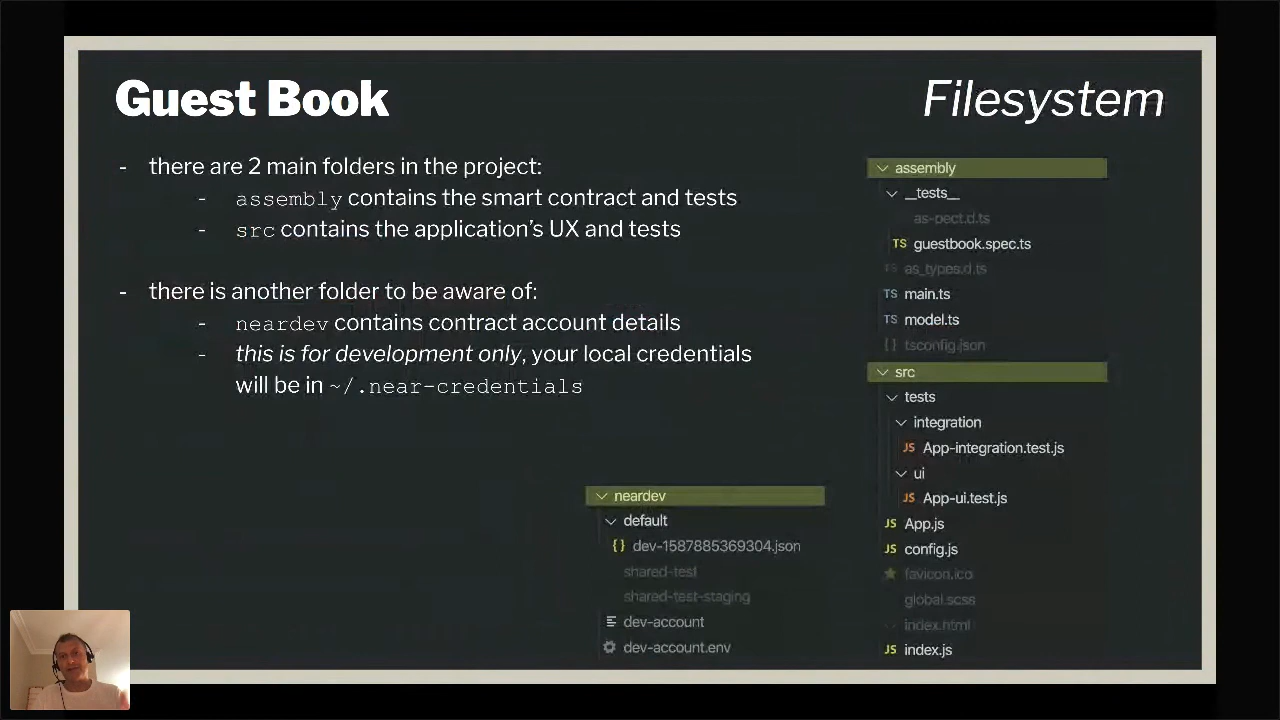 Guest Book
Filesystem
- there are 2 main folders in the project:
- assembly contains the smart contract and tests
- src contains the application's UX and tests
- there is another folder to be aware of:
- neardev contains contract account details
- this is for development only, your local credentials
will be in ~/.near-credentials
assembly
__tests__
as-pect.d.ts
TS guestbook.spec.ts
TS as_types.d.ts
TS main.ts
TS model.ts
{ } tsconfig.json
src
tests
integration
JS App-integration.test.js
ui
JS App-ui.test.js
JS App.js
JS config.js
favicon.ico
global.scss
index.html
JS index.js
neardev
default
{ } dev-1587885369304.json
shared-test
shared-test-staging
dev-account
dev-account.env